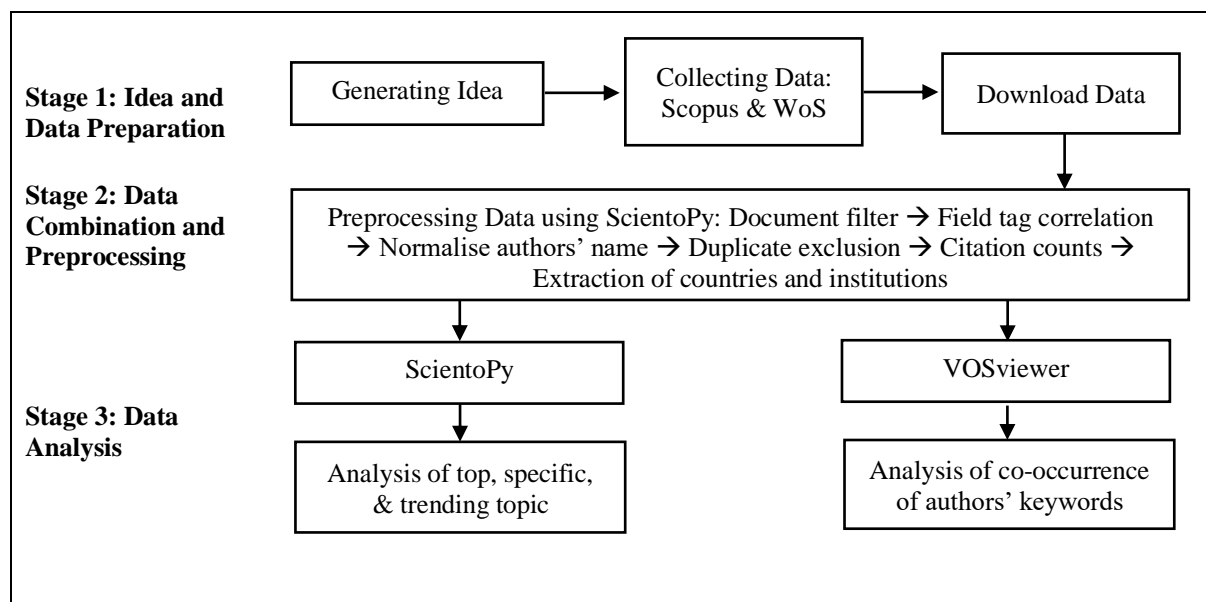 Stage 1: Idea and
Data Preparation
Generating Idea
Collecting Data:
Scopus & WoS
Download Data
Stage 2: Data
Combination and
Preprocessing
Preprocessing Data using ScientoPy: Document filter → Field tag correlation
→ Normalise authors’ name → Duplicate exclusion → Citation counts →
Extraction of countries and institutions
Stage 3: Data
Analysis
ScientoPy
VOSviewer
Analysis of top, specific,
& trending topic
Analysis of co-occurrence
of authors’ keywords